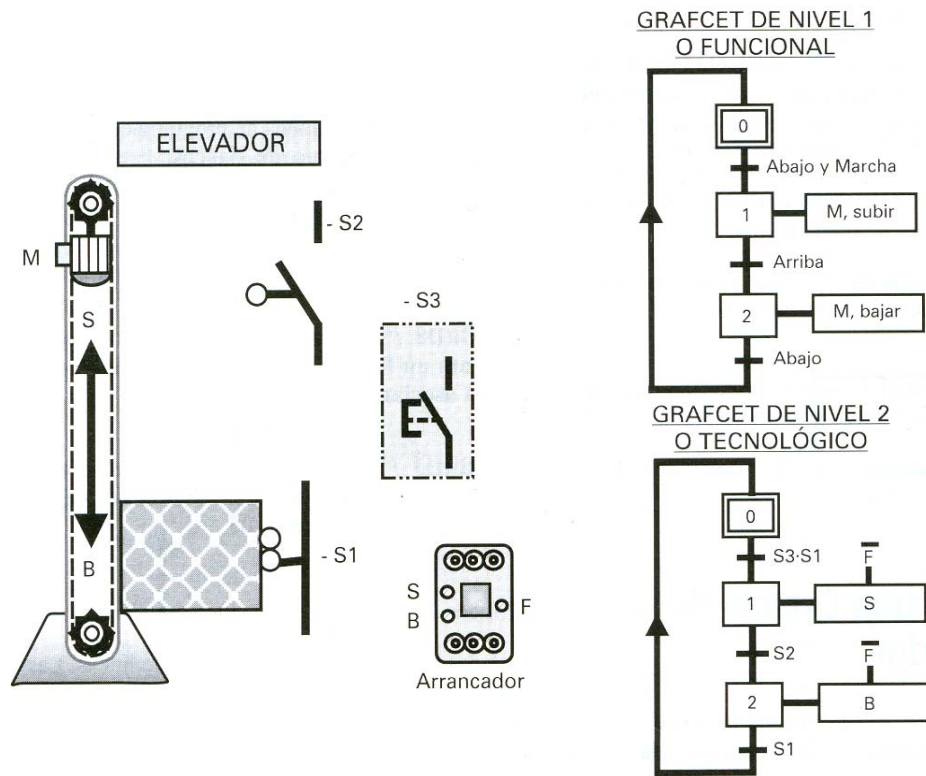 ELEVADOR
M
S
B
- S2
- S3
- S1
S
B
F
Arrancador
GRAFCET DE NIVEL 1
O FUNCIONAL
0
Abajo y Marcha
1
M, subir
Arriba
2
M, bajar
Abajo
GRAFCET DE NIVEL 2
O TECNOLÓGICO
0
S3·S1
F̅
1
S
S2
F̅
2
B
S1